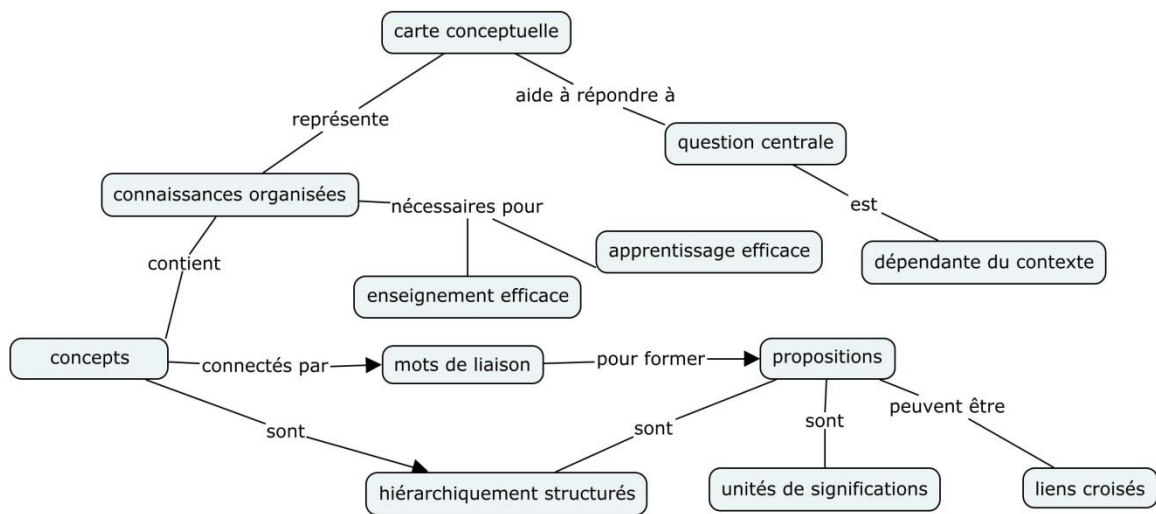 carte conceptuelle
aide à répondre à
représente
question centrale
connaissances organisées
nécessaires pour
est
apprentissage efficace
contient
dépendante du contexte
enseignement efficace
concepts
connectés par
mots de liaison
pour former
propositions
peuvent être
sont
sont
sont
hiérarchiquement structurés
unités de significations
liens croisés